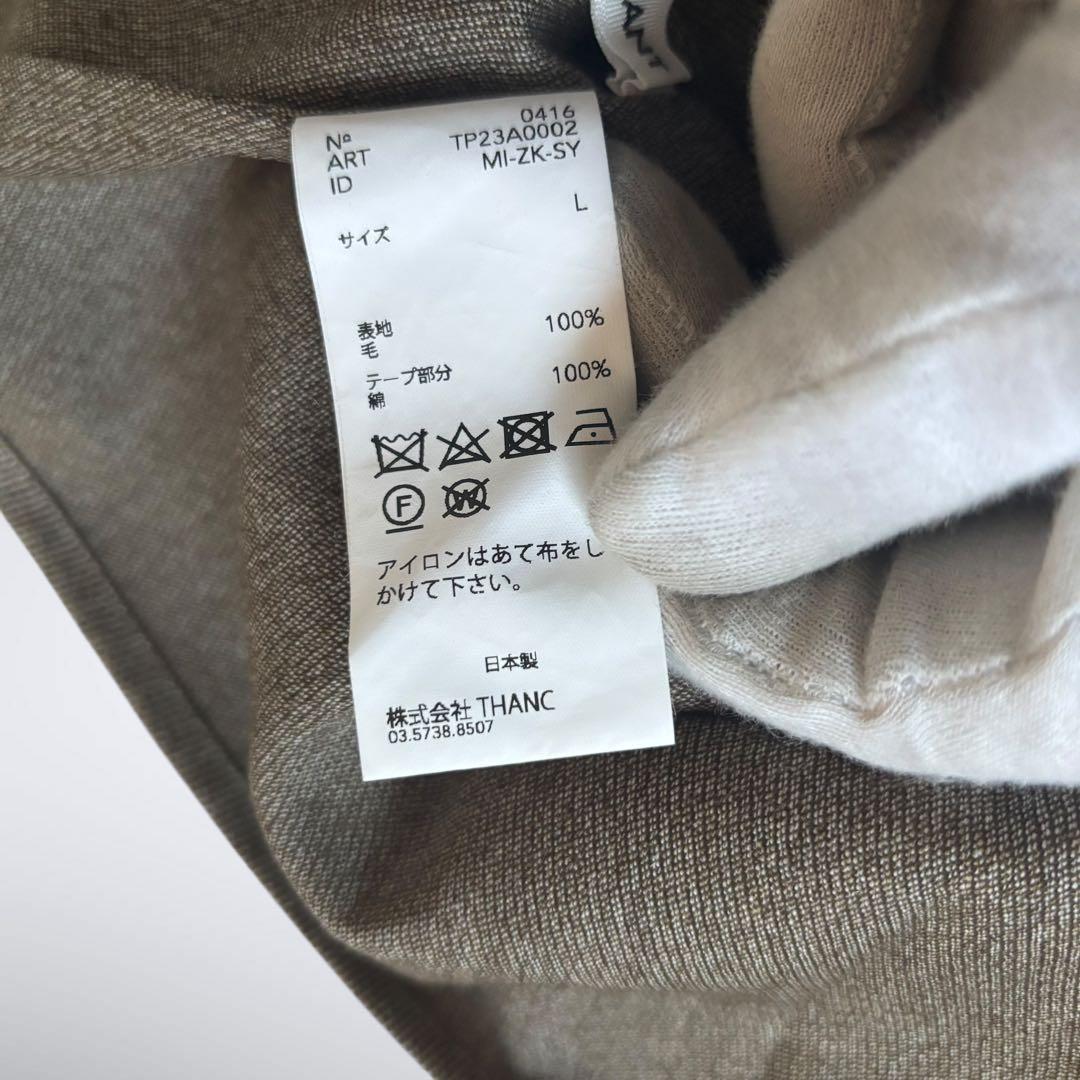 ANT
Nº 0416
ART TP23A0002
ID MI-ZK-SY
サイズ L
表地
毛 100%
テープ部分
綿 100%
F W
アイロンはあて布をし
かけて下さい。
日本製
株式会社 THANC
03.5738.8507